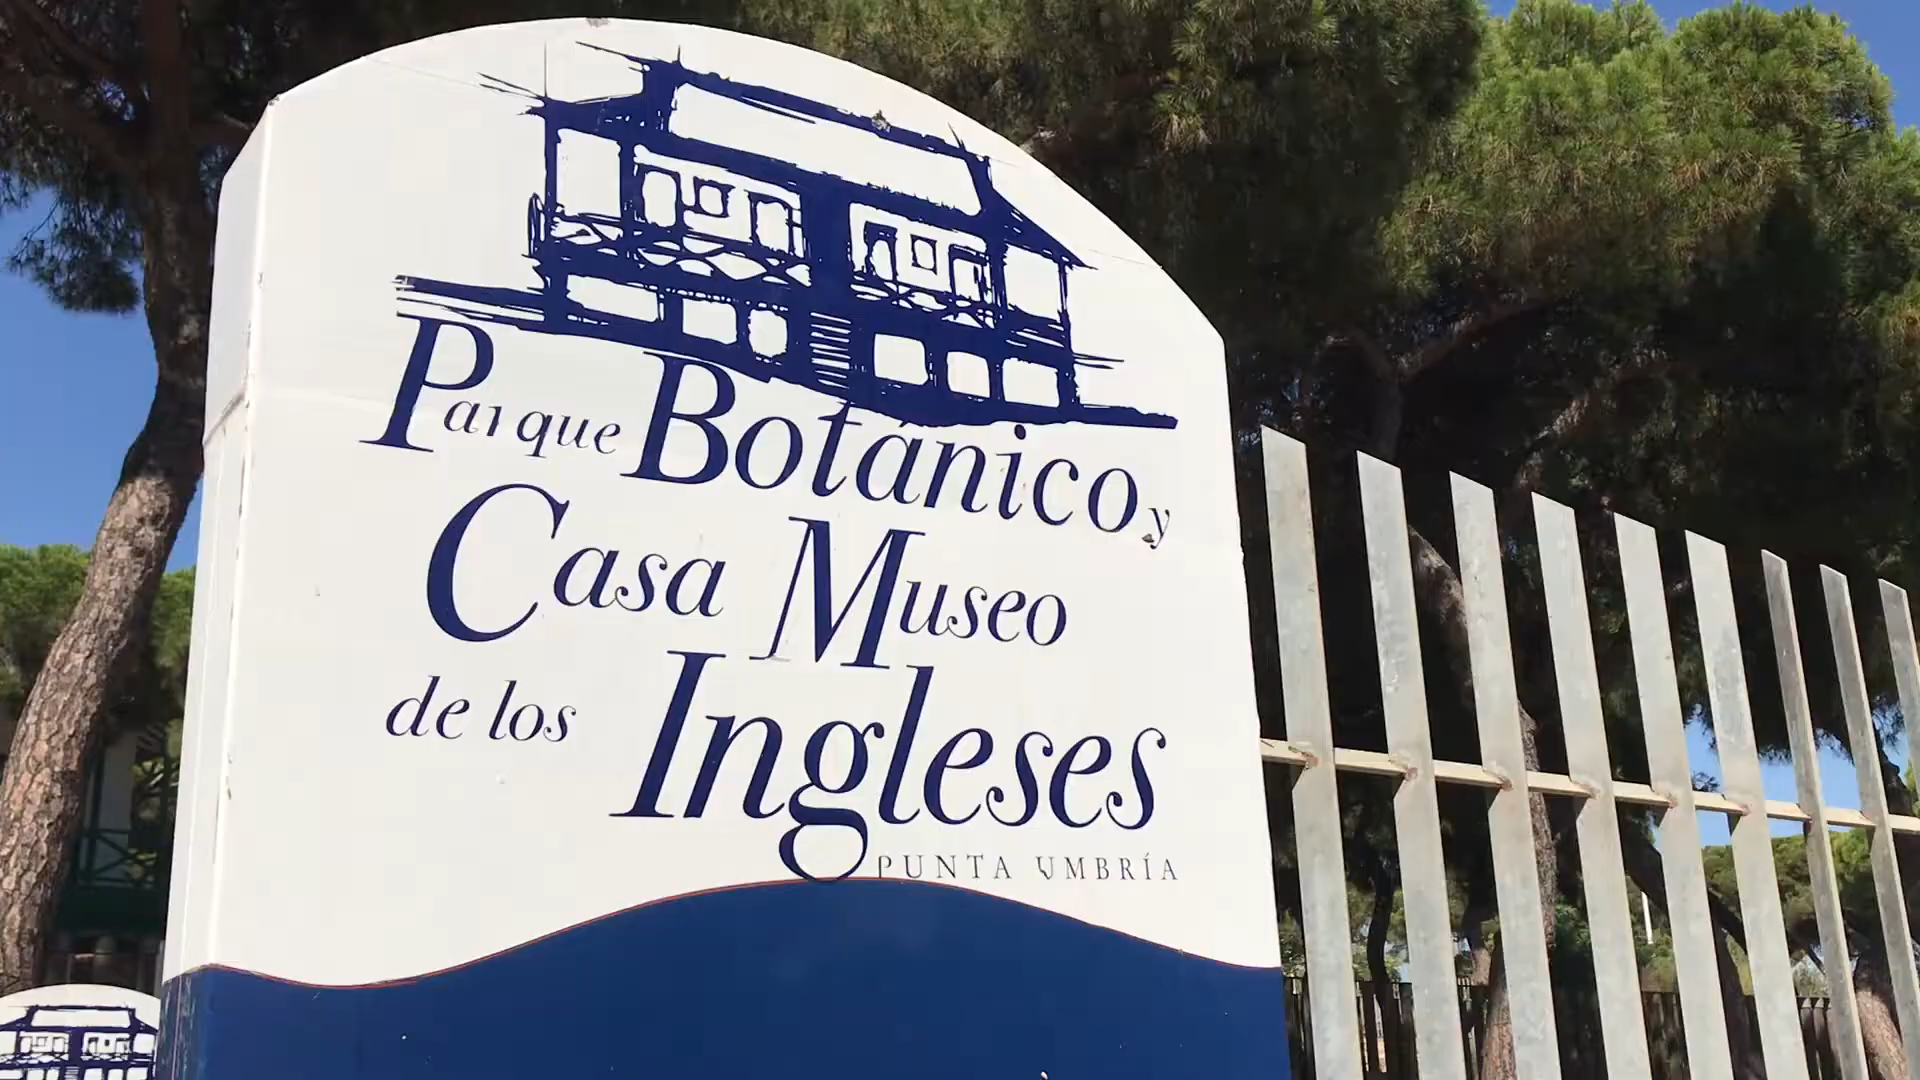 Parque Botánico y
Casa Museo
de los Ingleses
PUNTA UMBRÍA